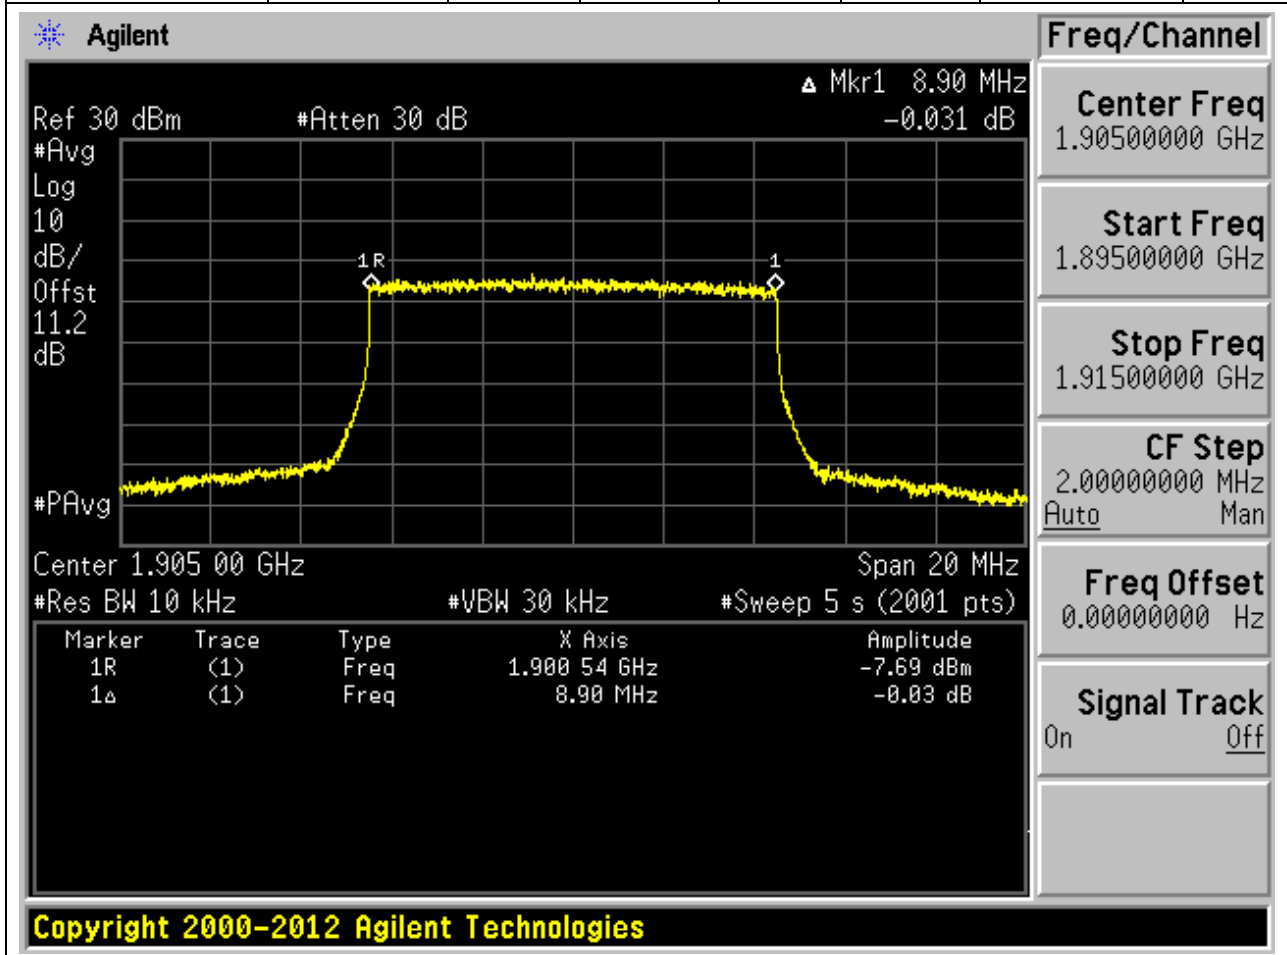 Agilent
Freq/Channel
▵ Mkr1 8.90 MHz
Ref 30 dBm #Atten 30 dB -0.031 dB
#Avg
Log
10
dB/
Offst
11.2
dB
1R 1
#PAvg
Center 1.905 00 GHz Span 20 MHz
#Res BW 10 kHz #VBW 30 kHz #Sweep 5 s (2001 pts)
Marker Trace Type X Axis Amplitude
1R (1) Freq 1.900 54 GHz -7.69 dBm
1▵ (1) Freq 8.90 MHz -0.03 dB
Center Freq
1.90500000 GHz
Start Freq
1.89500000 GHz
Stop Freq
1.91500000 GHz
CF Step
2.00000000 MHz
Auto Man
Freq Offset
0.00000000 Hz
Signal Track
On Off
Copyright 2000-2012 Agilent Technologies